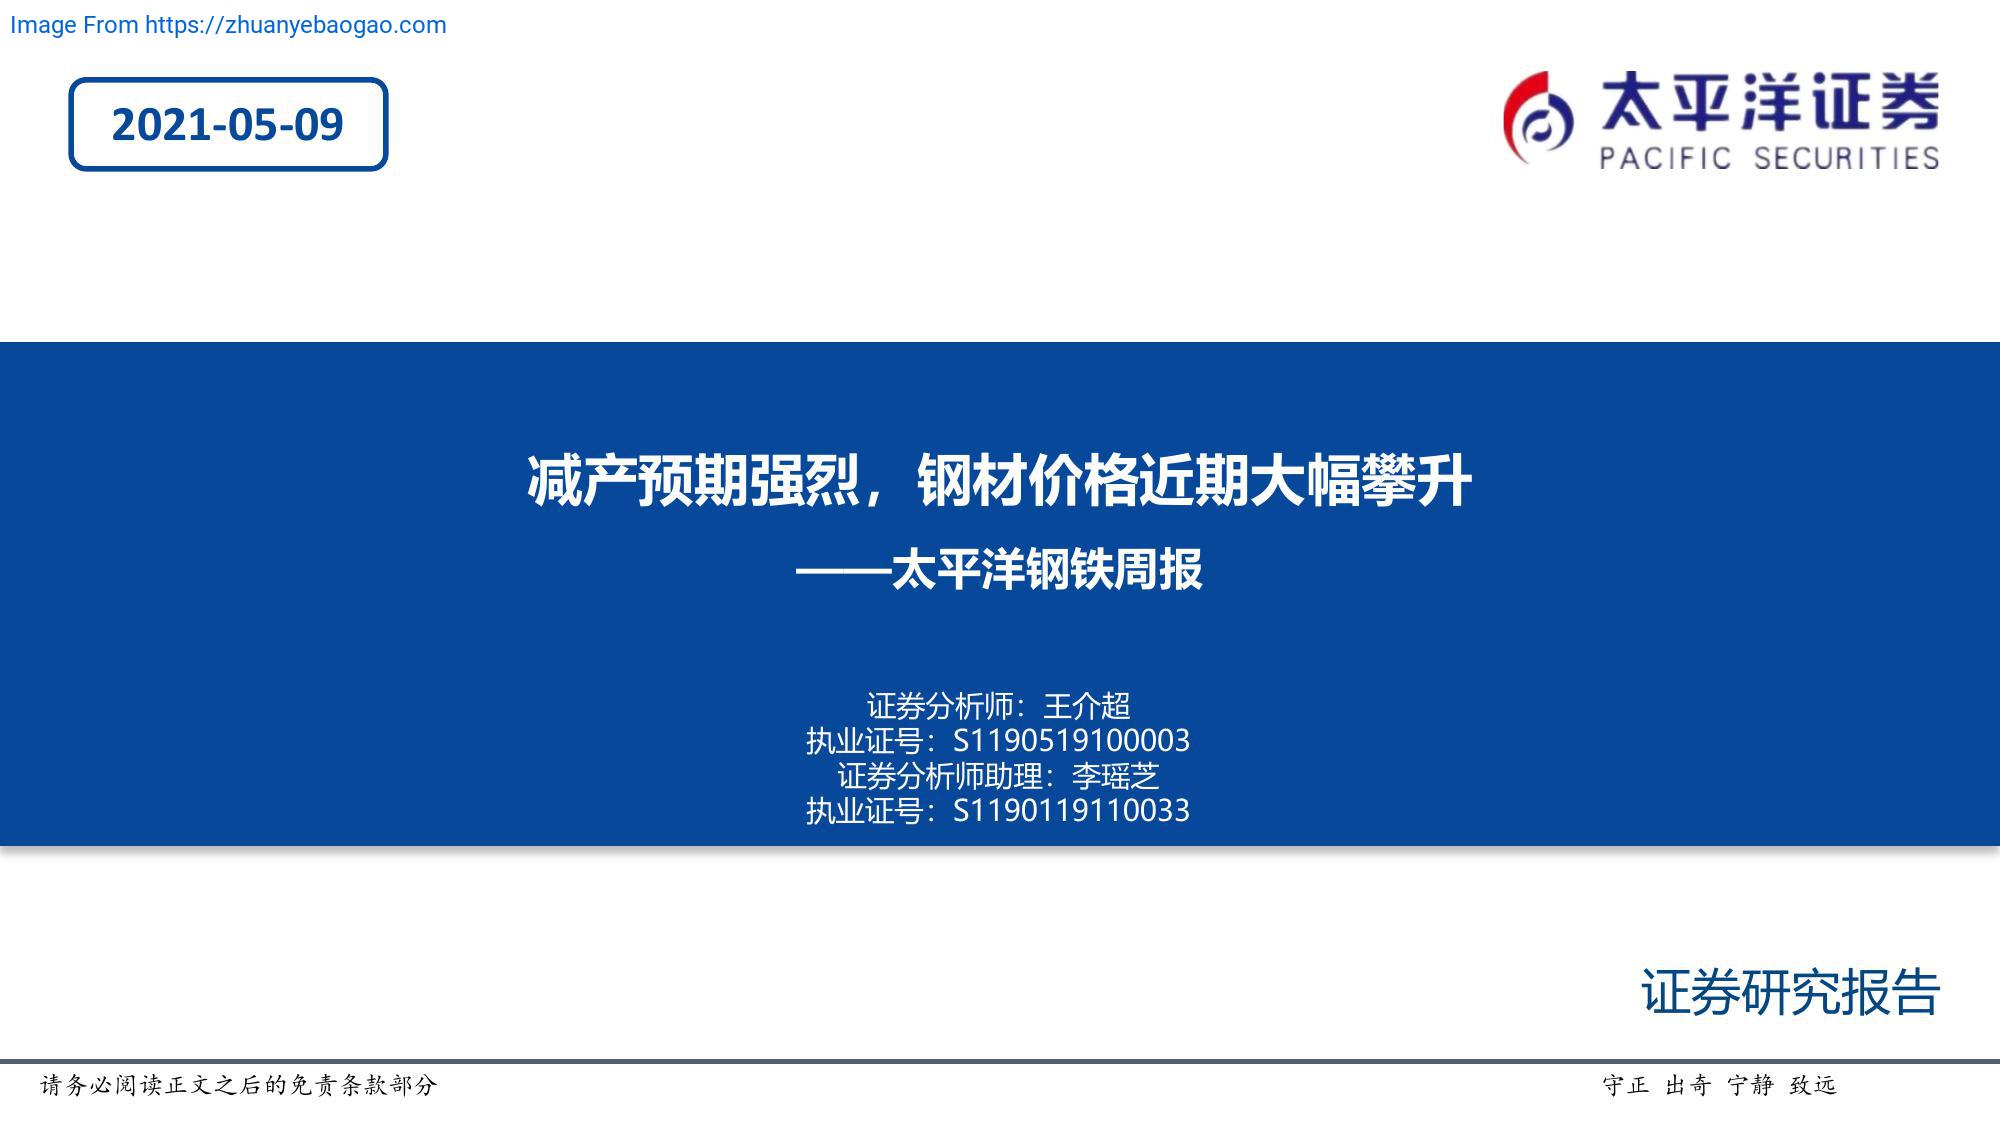 Image From https://zhuanyebaogao.com
2021-05-09
太平洋证券
PACIFIC SECURITIES
减产预期强烈，钢材价格近期大幅攀升
——太平洋钢铁周报
证券分析师：王介超
执业证号：S1190519100003
证券分析师助理：李瑶芝
执业证号：S1190119110033
证券研究报告
请务必阅读正文之后的免责条款部分
守正 出奇 宁静 致远